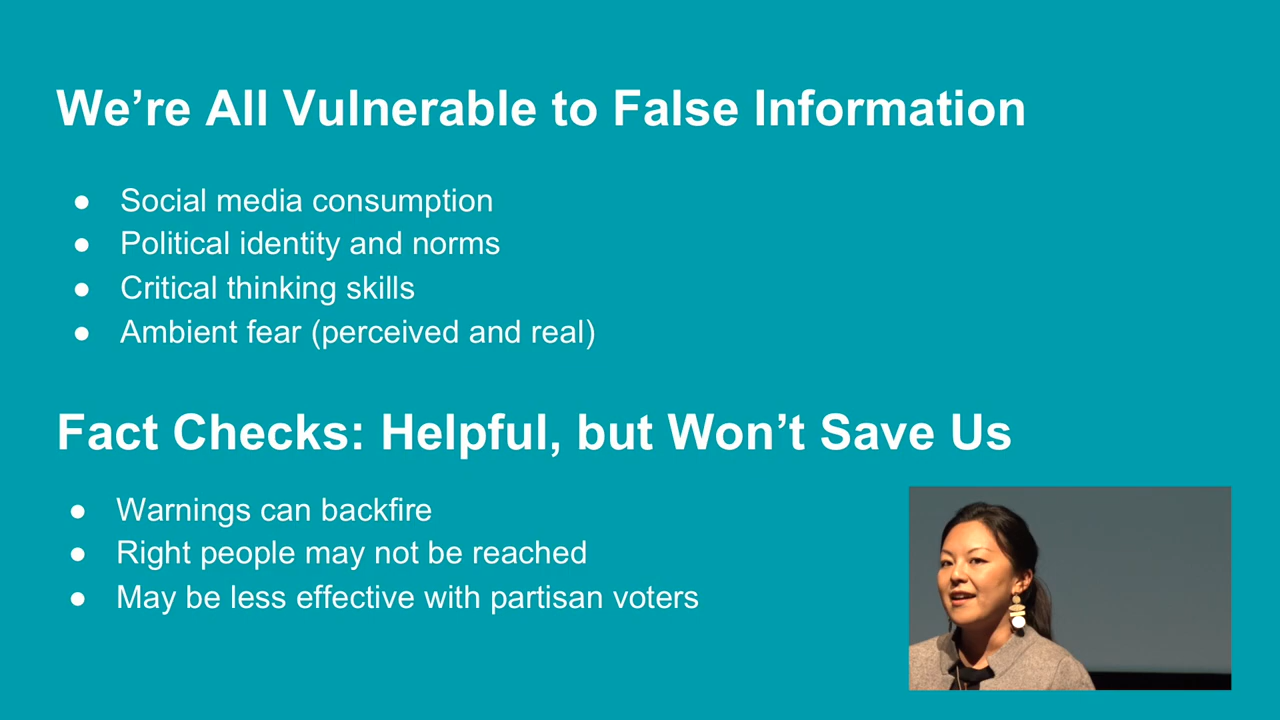 We’re All Vulnerable to False Information
● Social media consumption
● Political identity and norms
● Critical thinking skills
● Ambient fear (perceived and real)
Fact Checks: Helpful, but Won’t Save Us
● Warnings can backfire
● Right people may not be reached
● May be less effective with partisan voters